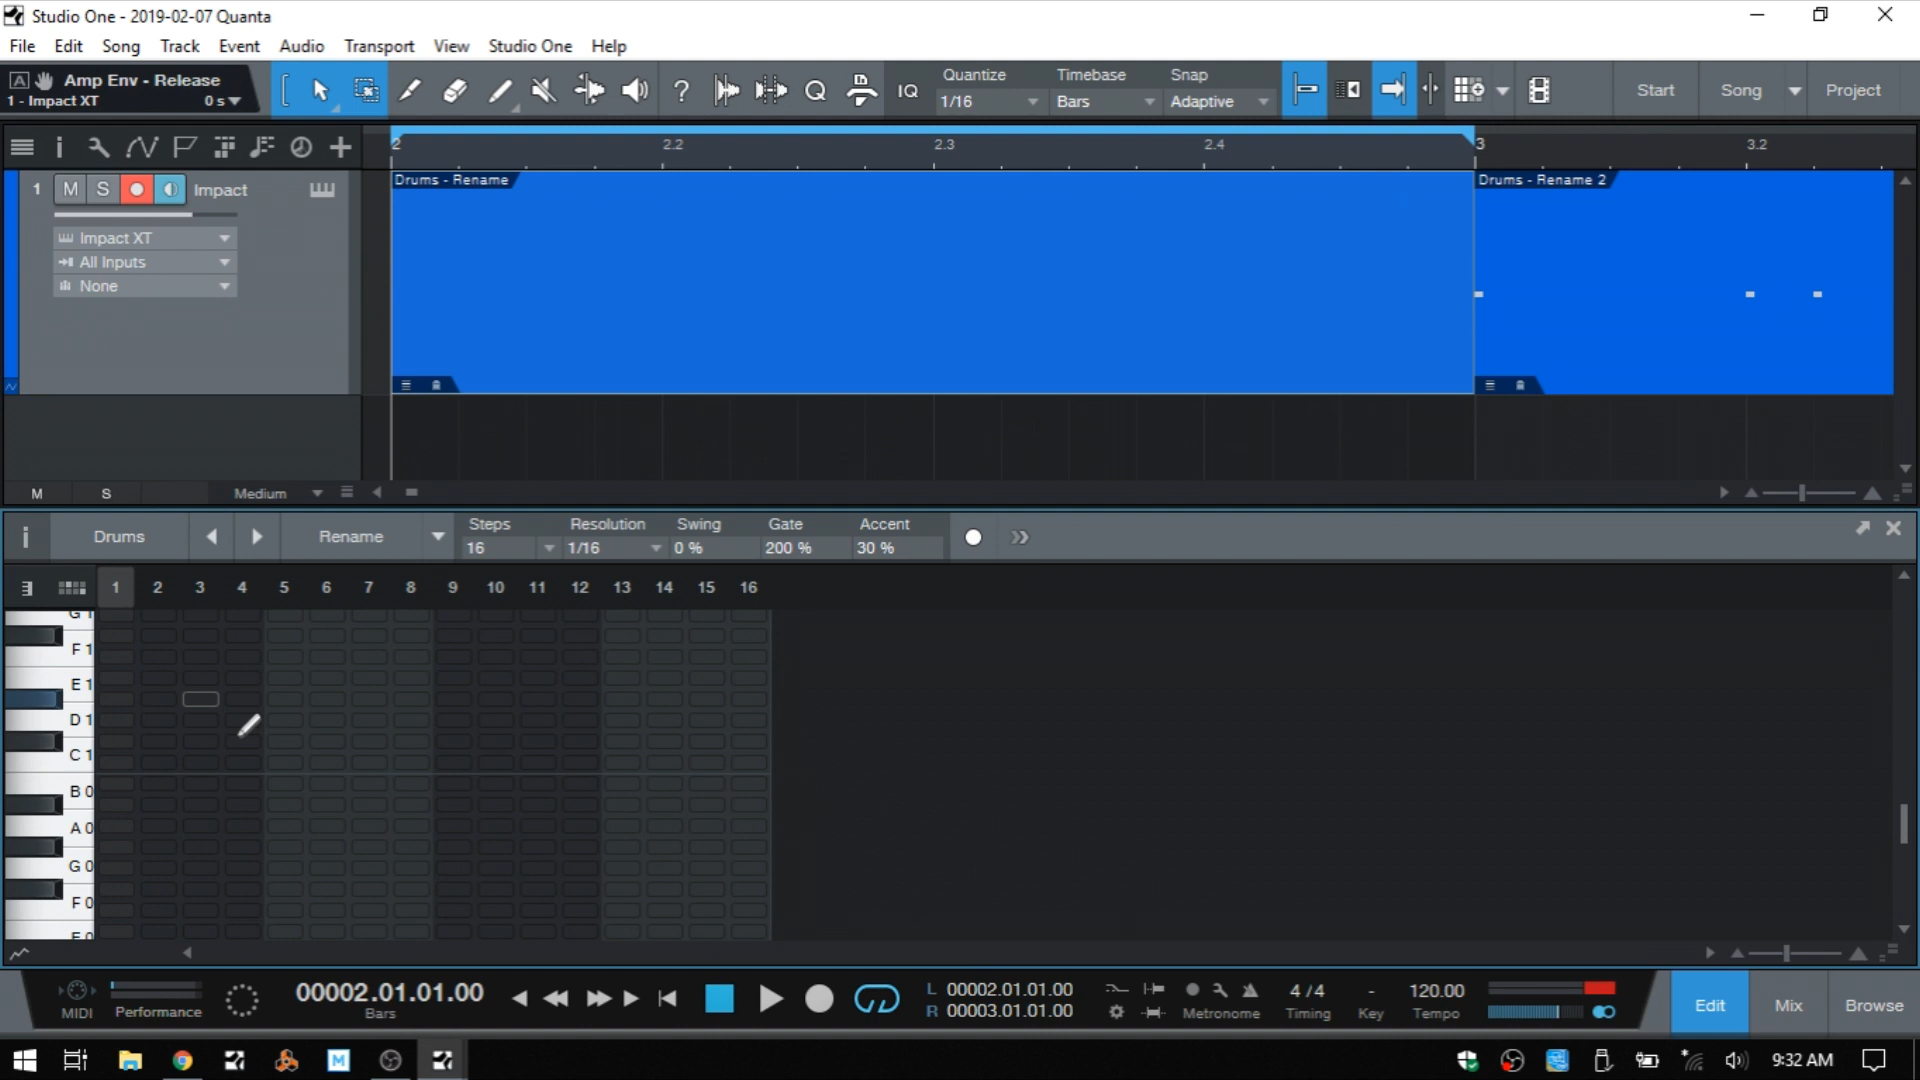 Studio One - 2019-02-07 Quanta
File Edit Song Track Event Audio Transport View Studio One Help
A Amp Env - Release
1 - Impact XT 0 s
? Q IQ
Quantize Timebase Snap
1/16 Bars Adaptive
Start Song Project
2 2.2 2.3 2.4 3 3.2
1 M S Impact
Drums - Rename Drums - Rename 2
Impact XT
All Inputs
None
M S Medium
Drums Rename
Steps Resolution Swing Gate Accent
16 1/16 0 % 200 % 30 %
1 2 3 4 5 6 7 8 9 10 11 12 13 14 15 16
G 1
F 1
E 1
D 1
C 1
B 0
A 0
G 0
F 0
E 0
MIDI Performance
00002.01.01.00
Bars
L 00002.01.01.00
R 00003.01.01.00
Metronome
4 / 4
Timing
-
Key
120.00
Tempo
Edit Mix Browse
M
9:32 AM